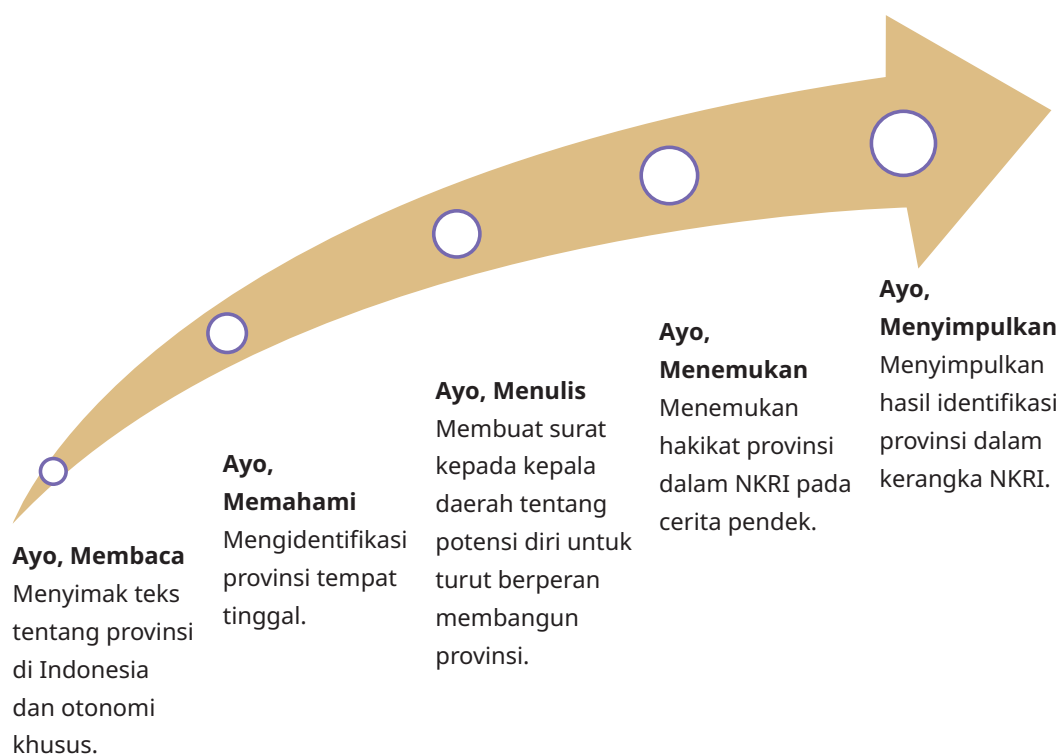 Ayo, Membaca
Menyimak teks
tentang provinsi
di Indonesia
dan otonomi
khusus.
Ayo,
Memahami
Mengidentifikasi
provinsi tempat
tinggal.
Ayo, Menulis
Membuat surat
kepada kepala
daerah tentang
potensi diri untuk
turut berperan
membangun
provinsi.
Ayo,
Menemukan
Menemukan
hakikat provinsi
dalam NKRI pada
cerita pendek.
Ayo,
Menyimpulkan
Menyimpulkan
hasil identifikasi
provinsi dalam
kerangka NKRI.